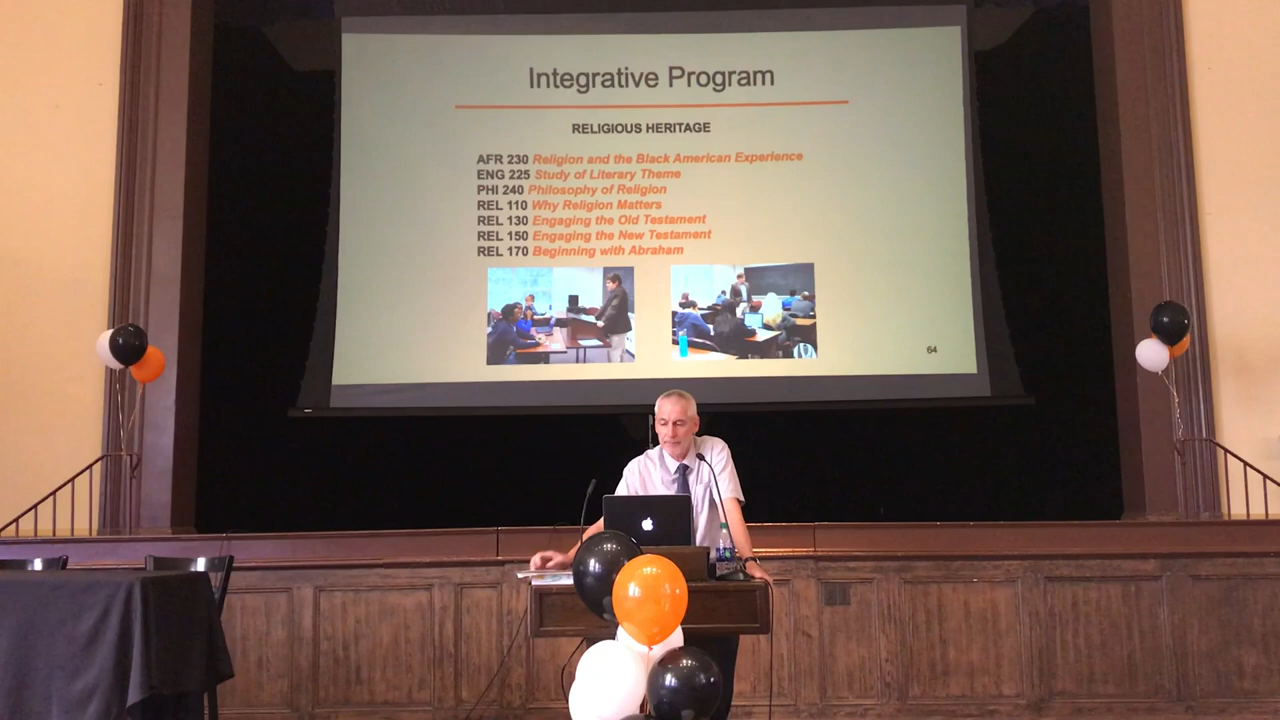 Integrative Program
RELIGIOUS HERITAGE
AFR 230 Religion and the Black American Experience
ENG 225 Study of Literary Theme
PHI 240 Philosophy of Religion
REL 110 Why Religion Matters
REL 130 Engaging the Old Testament
REL 150 Engaging the New Testament
REL 170 Beginning with Abraham
64